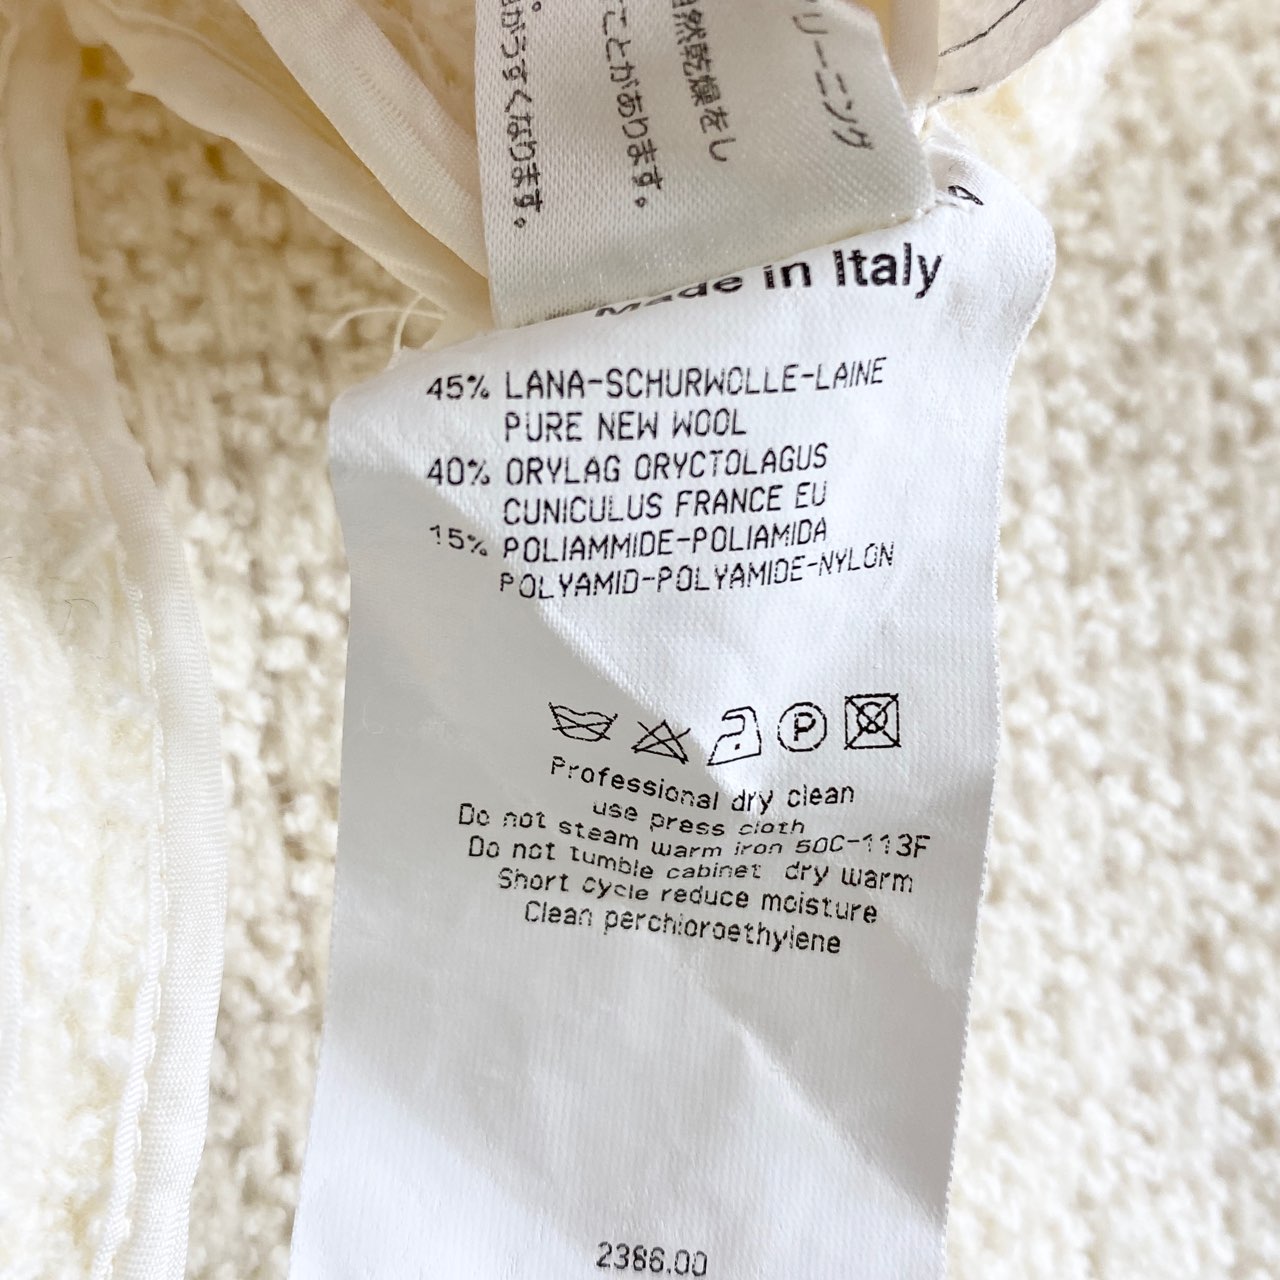 クリーニング
自然乾燥をし
ことがあります。
がうすくなります。
Made in Italy
45% LANA-SCHURWOLLE-LAINE
PURE NEW WOOL
40% ORYLAG ORYCTOLAGUS
CUNICULUS FRANCE EU
15% POLIAMMIDE-POLIAMIDA
POLYAMID-POLYAMIDE-NYLON
P
Professional dry clean
use press cloth
Do not steam warm iron 50C-113F
Do not tumble cabinet dry warm
Short cycle reduce moisture
Clean perchloroethylene
2386.00